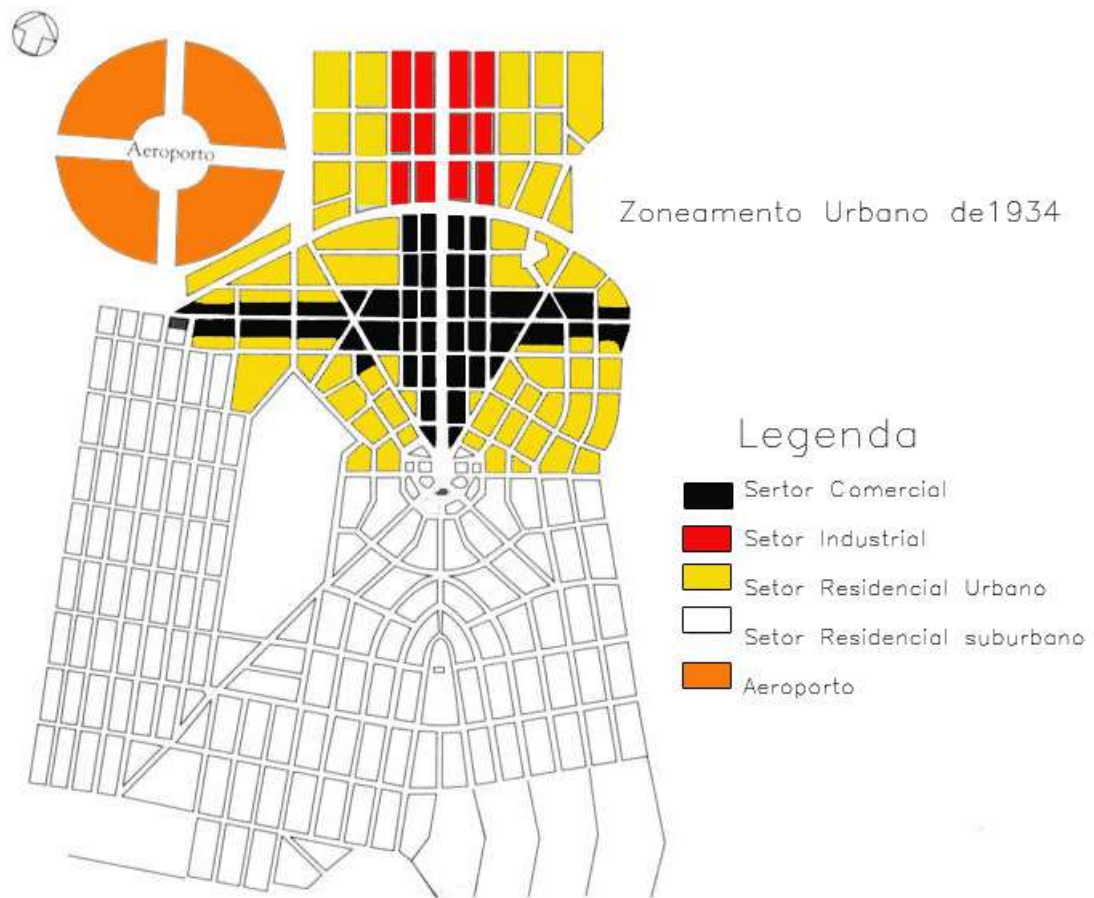 Aeroporto
Zoneamento Urbano de1934
Legenda
Sertor Comercial
Setor Industrial
Setor Residencial Urbano
Setor Residencial suburbano
Aeroporto